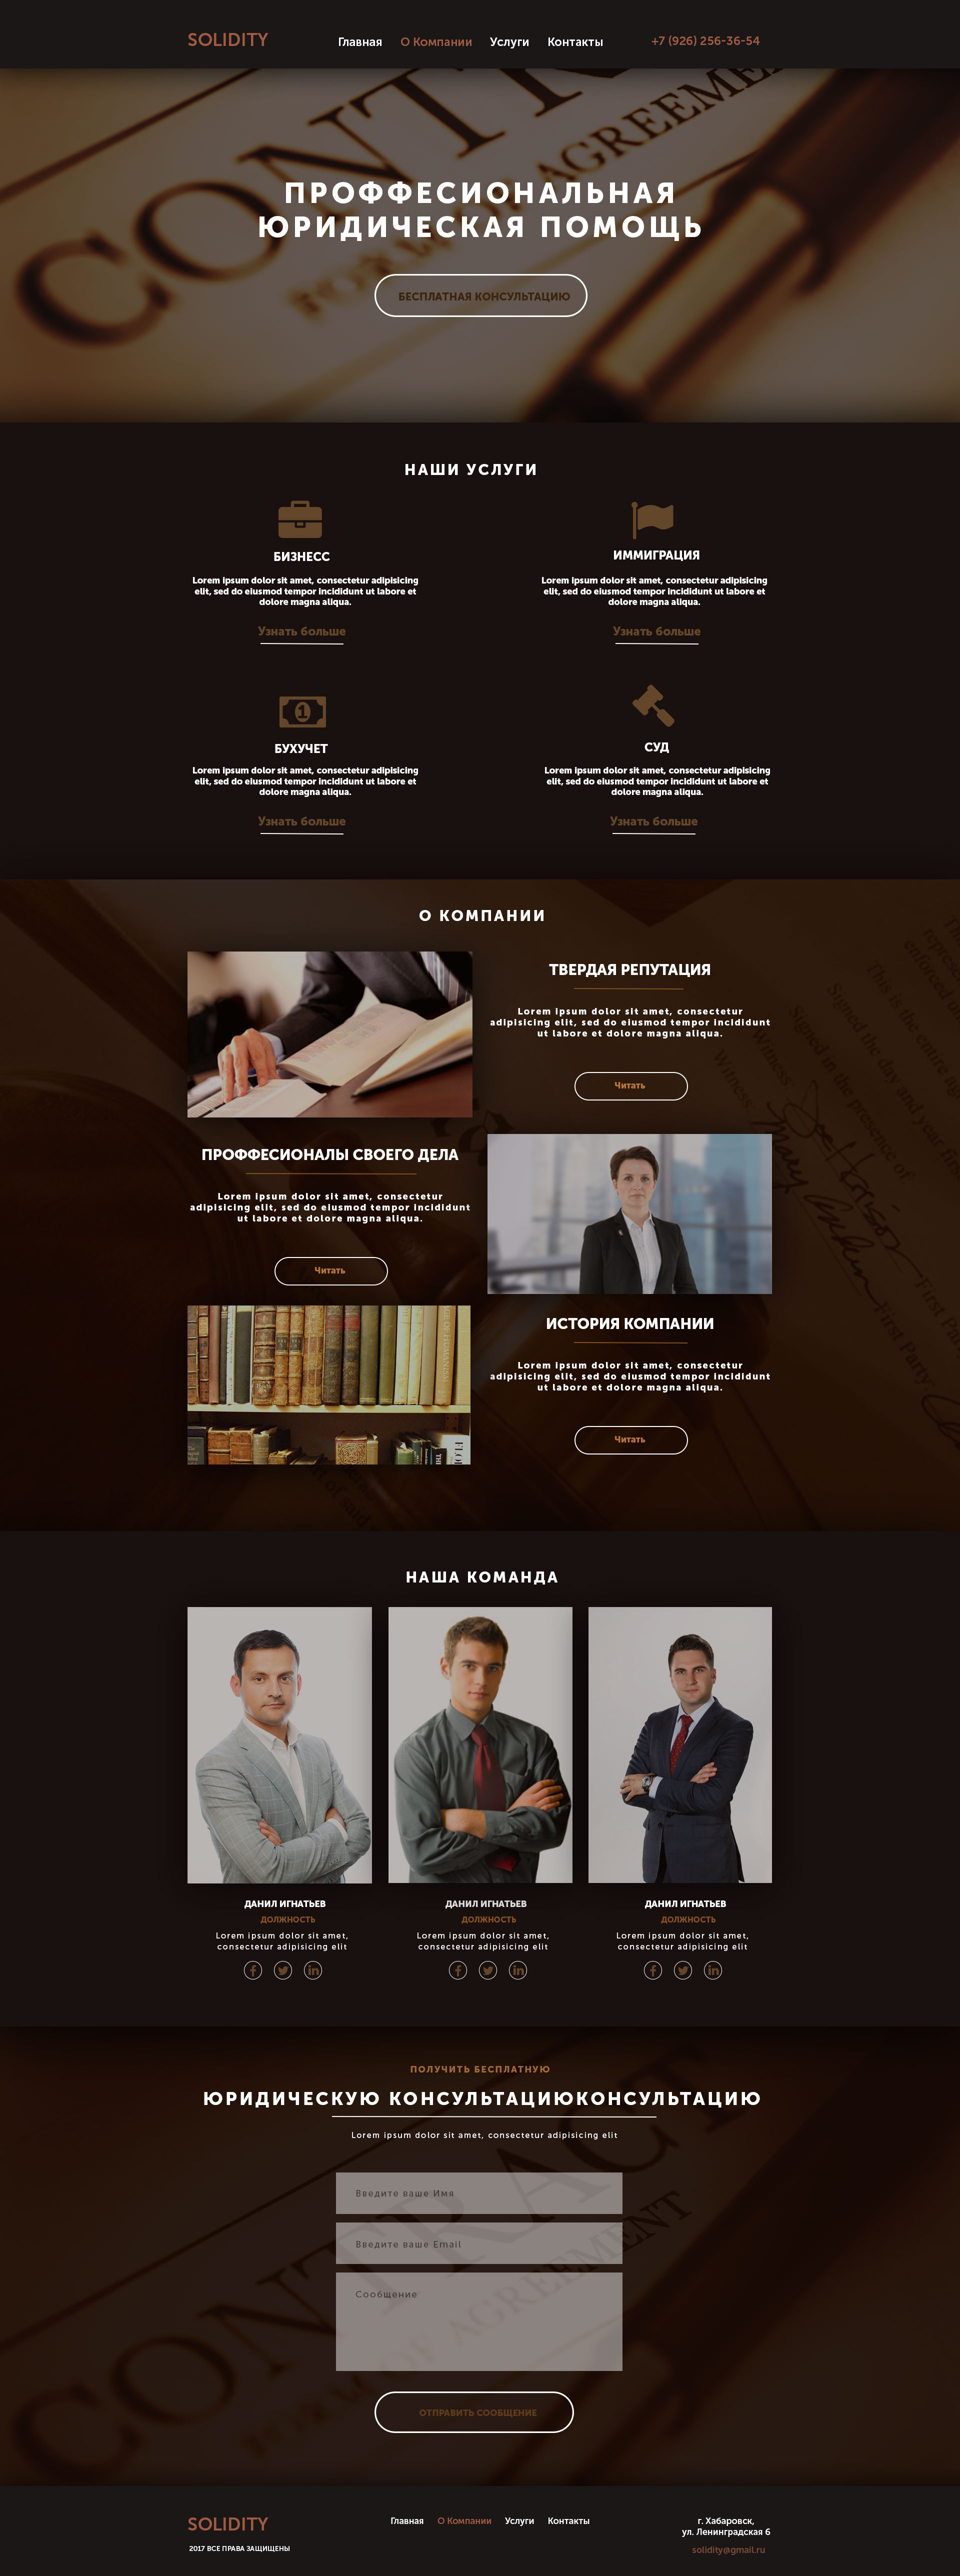 SOLIDITY
Главная О Компании Услуги Контакты
+7 (926) 256-36-54
CONT
AGREEMENT
ПРОФФЕСИОНАЛЬНАЯ
ЮРИДИЧЕСКАЯ ПОМОЩЬ
БЕСПЛАТНАЯ КОНСУЛЬТАЦИЮ
НАШИ УСЛУГИ
БИЗНЕСС
Lorem ipsum dolor sit amet, consectetur adipisicing
elit, sed do eiusmod tempor incididunt ut labore et
dolore magna aliqua.
Узнать больше
ИММИГРАЦИЯ
Lorem ipsum dolor sit amet, consectetur adipisicing
elit, sed do eiusmod tempor incididunt ut labore et
dolore magna aliqua.
Узнать больше
1
БУХУЧЕТ
Lorem ipsum dolor sit amet, consectetur adipisicing
elit, sed do eiusmod tempor incididunt ut labore et
dolore magna aliqua.
Узнать больше
СУД
Lorem ipsum dolor sit amet, consectetur adipisicing
elit, sed do eiusmod tempor incididunt ut labore et
dolore magna aliqua.
Узнать больше
О КОМПАНИИ
ТВЕРДАЯ РЕПУТАЦИЯ
Lorem ipsum dolor sit amet, consectetur
adipisicing elit, sed do eiusmod tempor incididunt
ut labore et dolore magna aliqua.
Читать
ПРОФФЕСИОНАЛЫ СВОЕГО ДЕЛА
Lorem ipsum dolor sit amet, consectetur
adipisicing elit, sed do eiusmod tempor incididunt
ut labore et dolore magna aliqua.
Читать
ИСТОРИЯ КОМПАНИИ
Lorem ipsum dolor sit amet, consectetur
adipisicing elit, sed do eiusmod tempor incididunt
ut labore et dolore magna aliqua.
Читать
НАША КОМАНДА
ДАНИЛ ИГНАТЬЕВ
ДОЛЖНОСТЬ
Lorem ipsum dolor sit amet,
consectetur adipisicing elit
ДАНИЛ ИГНАТЬЕВ
ДОЛЖНОСТЬ
Lorem ipsum dolor sit amet,
consectetur adipisicing elit
ДАНИЛ ИГНАТЬЕВ
ДОЛЖНОСТЬ
Lorem ipsum dolor sit amet,
consectetur adipisicing elit
ПОЛУЧИТЬ БЕСПЛАТНУЮ
ЮРИДИЧЕСКУЮ КОНСУЛЬТАЦИЮКОНСУЛЬТАЦИЮ
Lorem ipsum dolor sit amet, consectetur adipisicing elit
CONTRACT
AGREEMENT
Введите ваше Имя
Введите ваше Email
Сообщение
ОТПРАВИТЬ СООБЩЕНИЕ
SOLIDITY
2017 ВСЕ ПРАВА ЗАЩИЩЕНЫ
Главная О Компании Услуги Контакты
г. Хабаровск,
ул. Ленинградская 6
solidity@gmail.ru